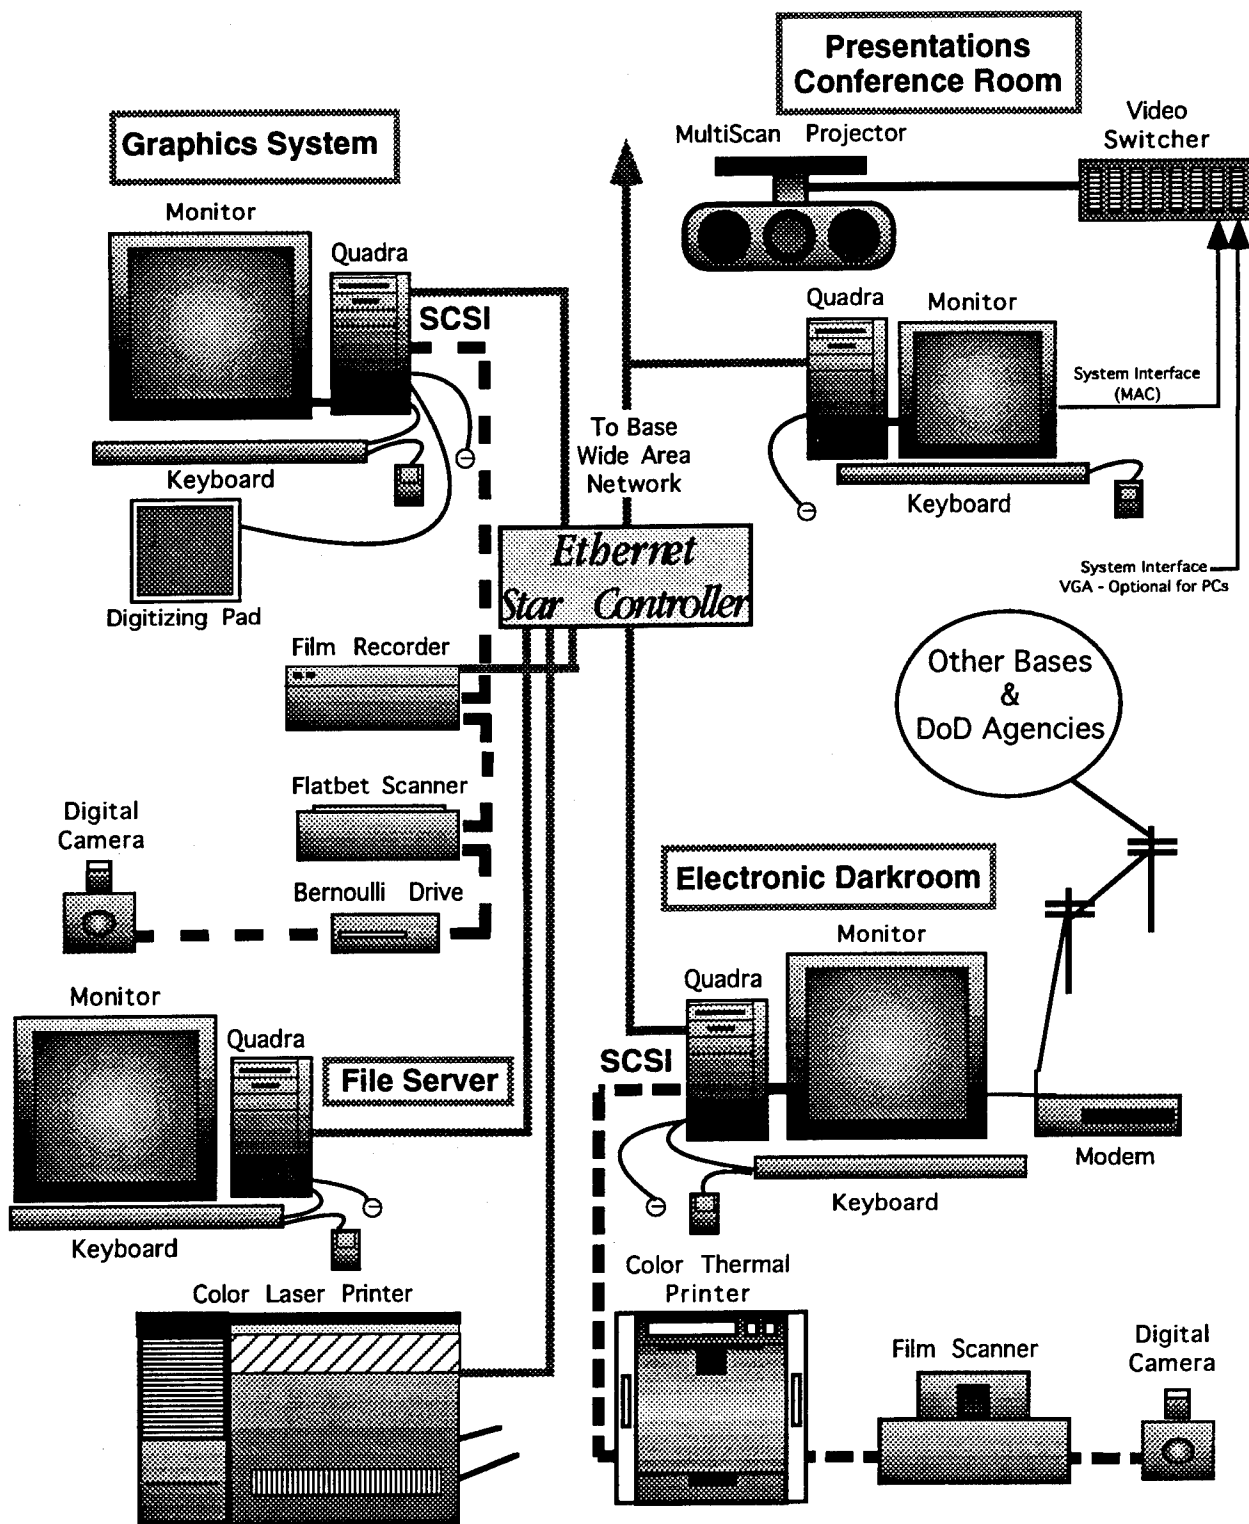 Presentations
Conference Room
Graphics System
MultiScan Projector
Video
Switcher
Monitor
Quadra
SCSI
Quadra
Monitor
System Interface
(MAC)
To Base
Wide Area
Network
Keyboard
Keyboard
System Interface
VGA - Optional for PCs
Ethernet
Star Controller
Digitizing Pad
Film Recorder
Other Bases
&
DoD Agencies
Flatbet Scanner
Digital
Camera
Bernoulli Drive
Electronic Darkroom
Monitor
Quadra
Monitor
Quadra
File Server
SCSI
Modem
Keyboard
Keyboard
Color Laser Printer
Color Thermal
Printer
Film Scanner
Digital
Camera